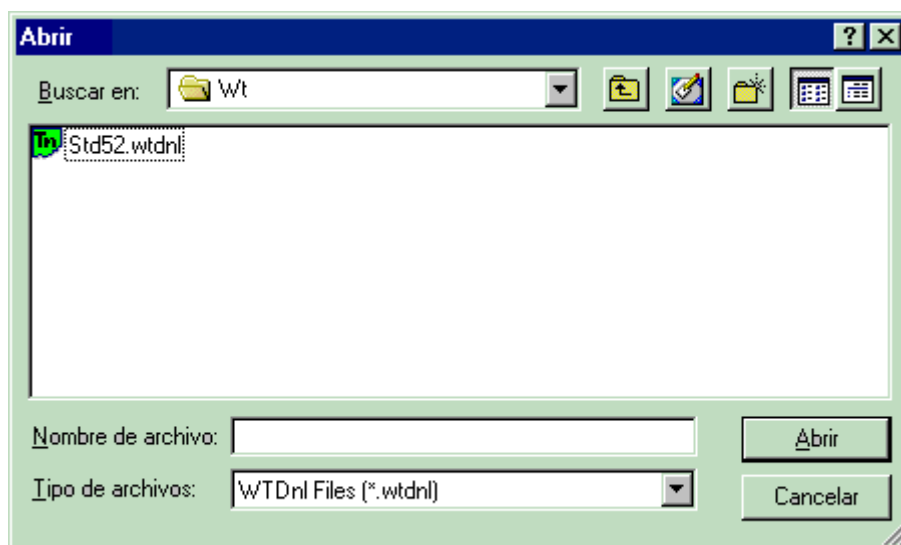 Abrir
Buscar en: Wt
Std52.wtdnl
Nombre de archivo: Abrir
Tipo de archivos: WTDnl Files (*.wtdnl) Cancelar